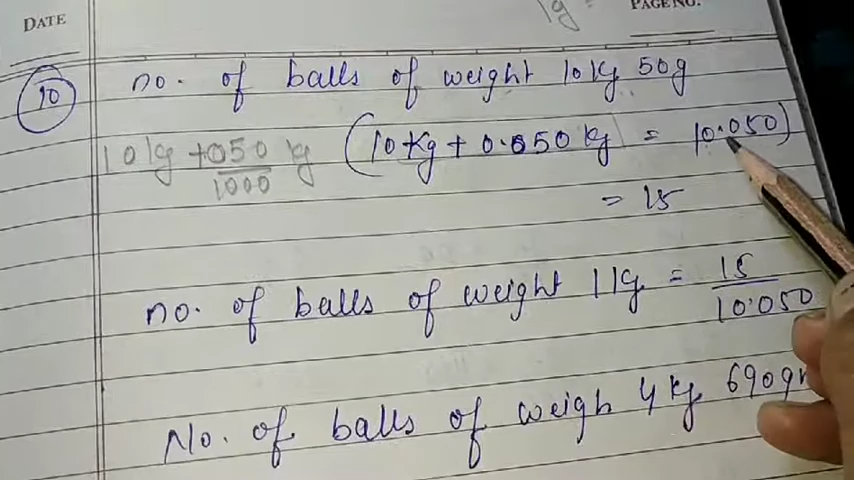 DATE
PAGE NO.
1g =
10 no. of balls of weight 10 kg 50g
10 kg + 050/1000 kg (10 kg + 0.050 kg = 10.050)
= 15
no. of balls of weight 1 kg = 15/10.050
No. of balls of weigh 4 kg 690g